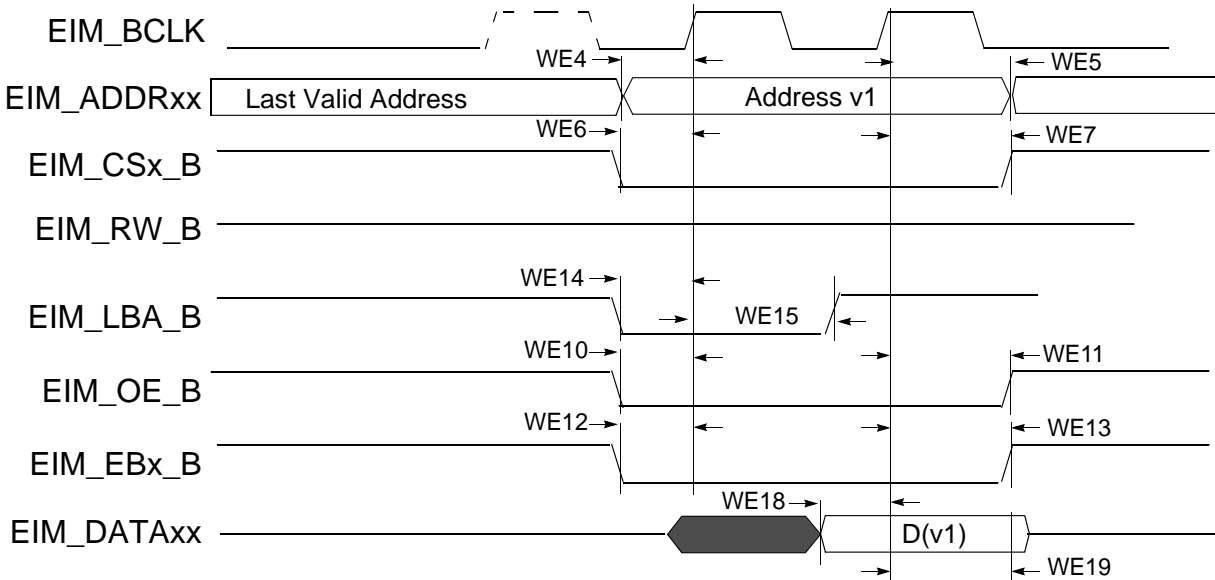 EIM_BCLK
WE4
WE5
EIM_ADDRxx
Last Valid Address
Address v1
WE6
WE7
EIM_CSx_B
EIM_RW_B
WE14
EIM_LBA_B
WE15
WE10
WE11
EIM_OE_B
WE12
WE13
EIM_EBx_B
WE18
EIM_DATAxx
D(v1)
WE19